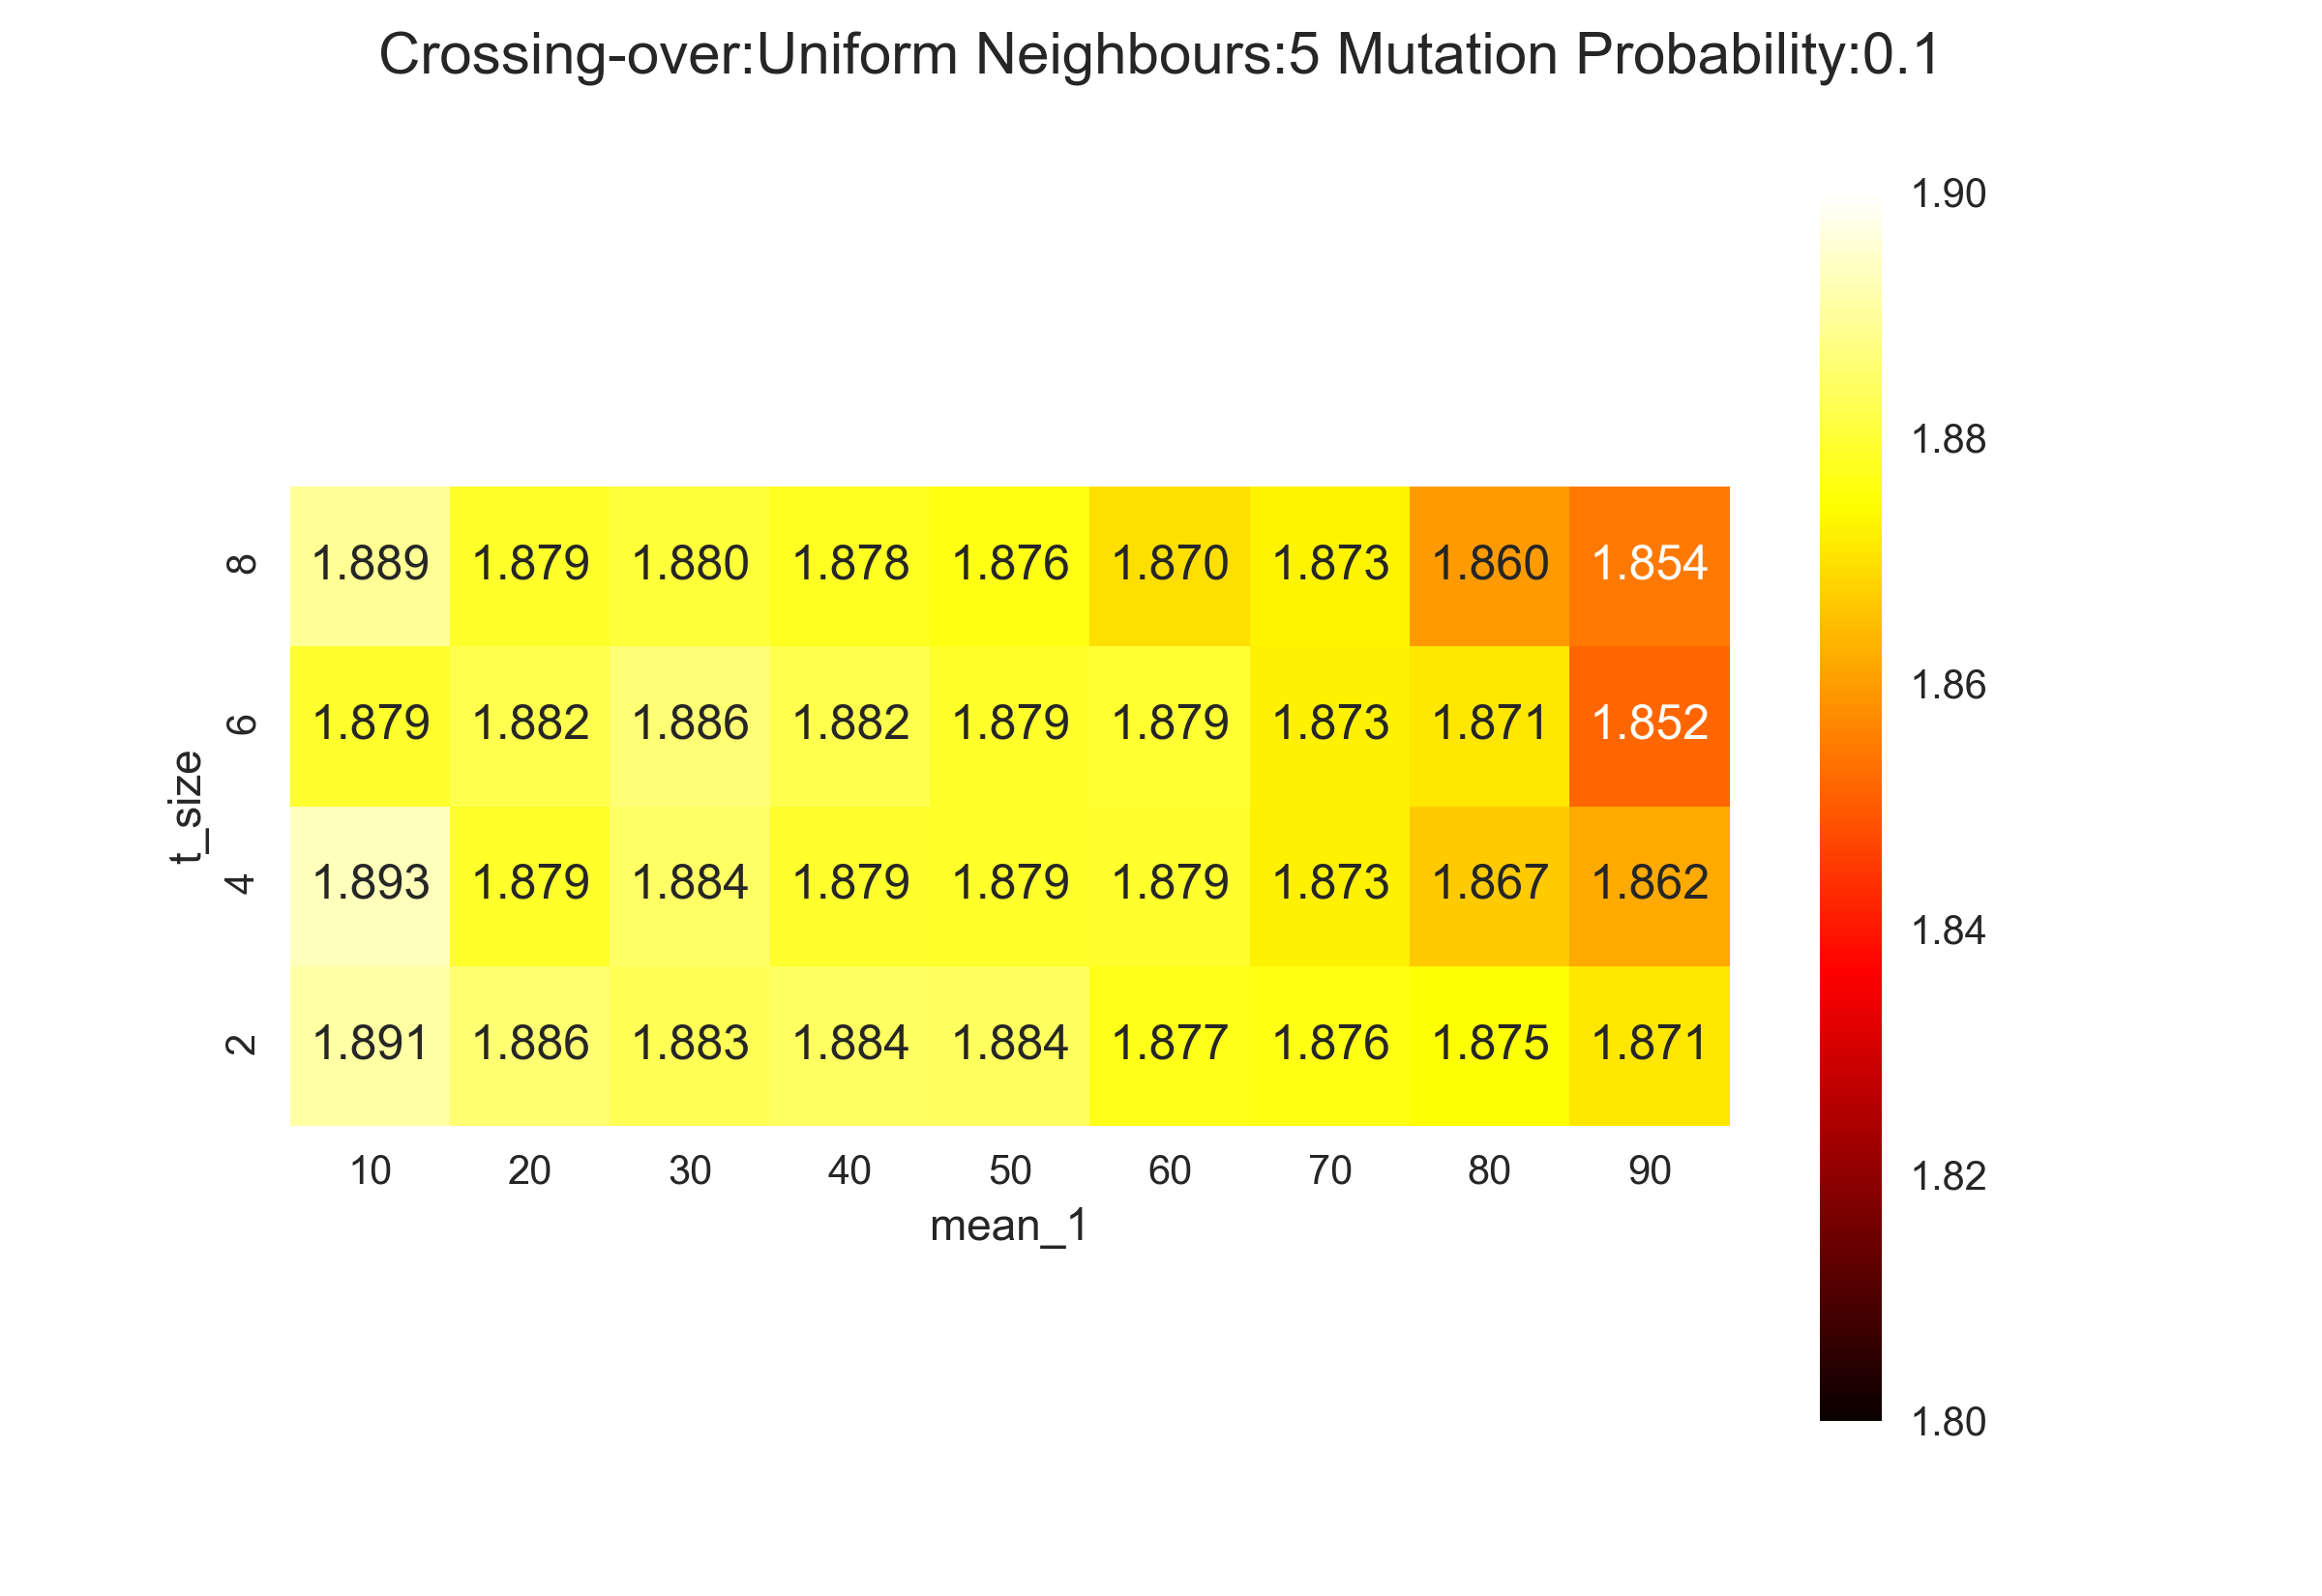 Crossing-over:Uniform Neighbours:5 Mutation Probability:0.1
1.90
1.88
1.86
1.84
1.82
1.80
t_size
8 1.889 1.879 1.880 1.878 1.876 1.870 1.873 1.860 1.854
6 1.879 1.882 1.886 1.882 1.879 1.879 1.873 1.871 1.852
4 1.893 1.879 1.884 1.879 1.879 1.879 1.873 1.867 1.862
2 1.891 1.886 1.883 1.884 1.884 1.877 1.876 1.875 1.871
10 20 30 40 50 60 70 80 90
mean_1